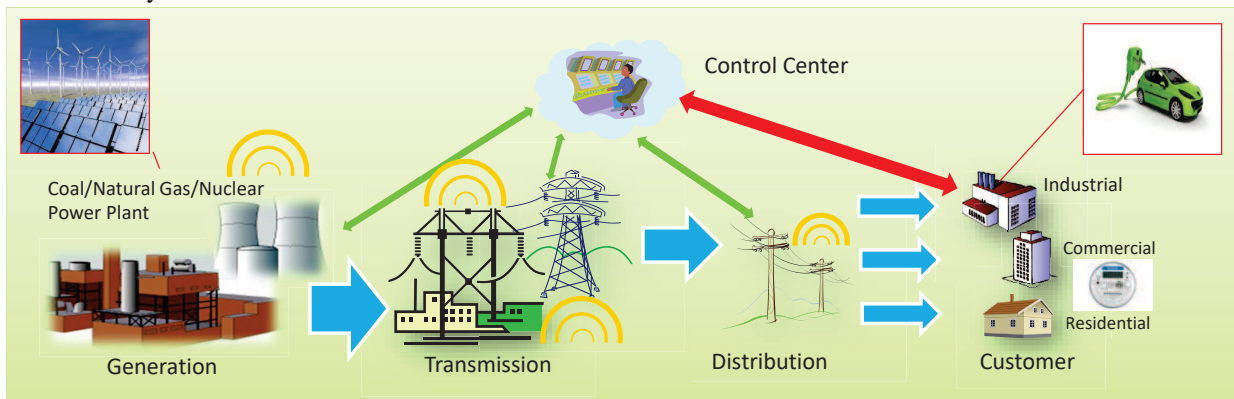 Control Center
Coal/Natural Gas/Nuclear
Power Plant
Industrial
Commercial
Residential
Generation
Transmission
Distribution
Customer